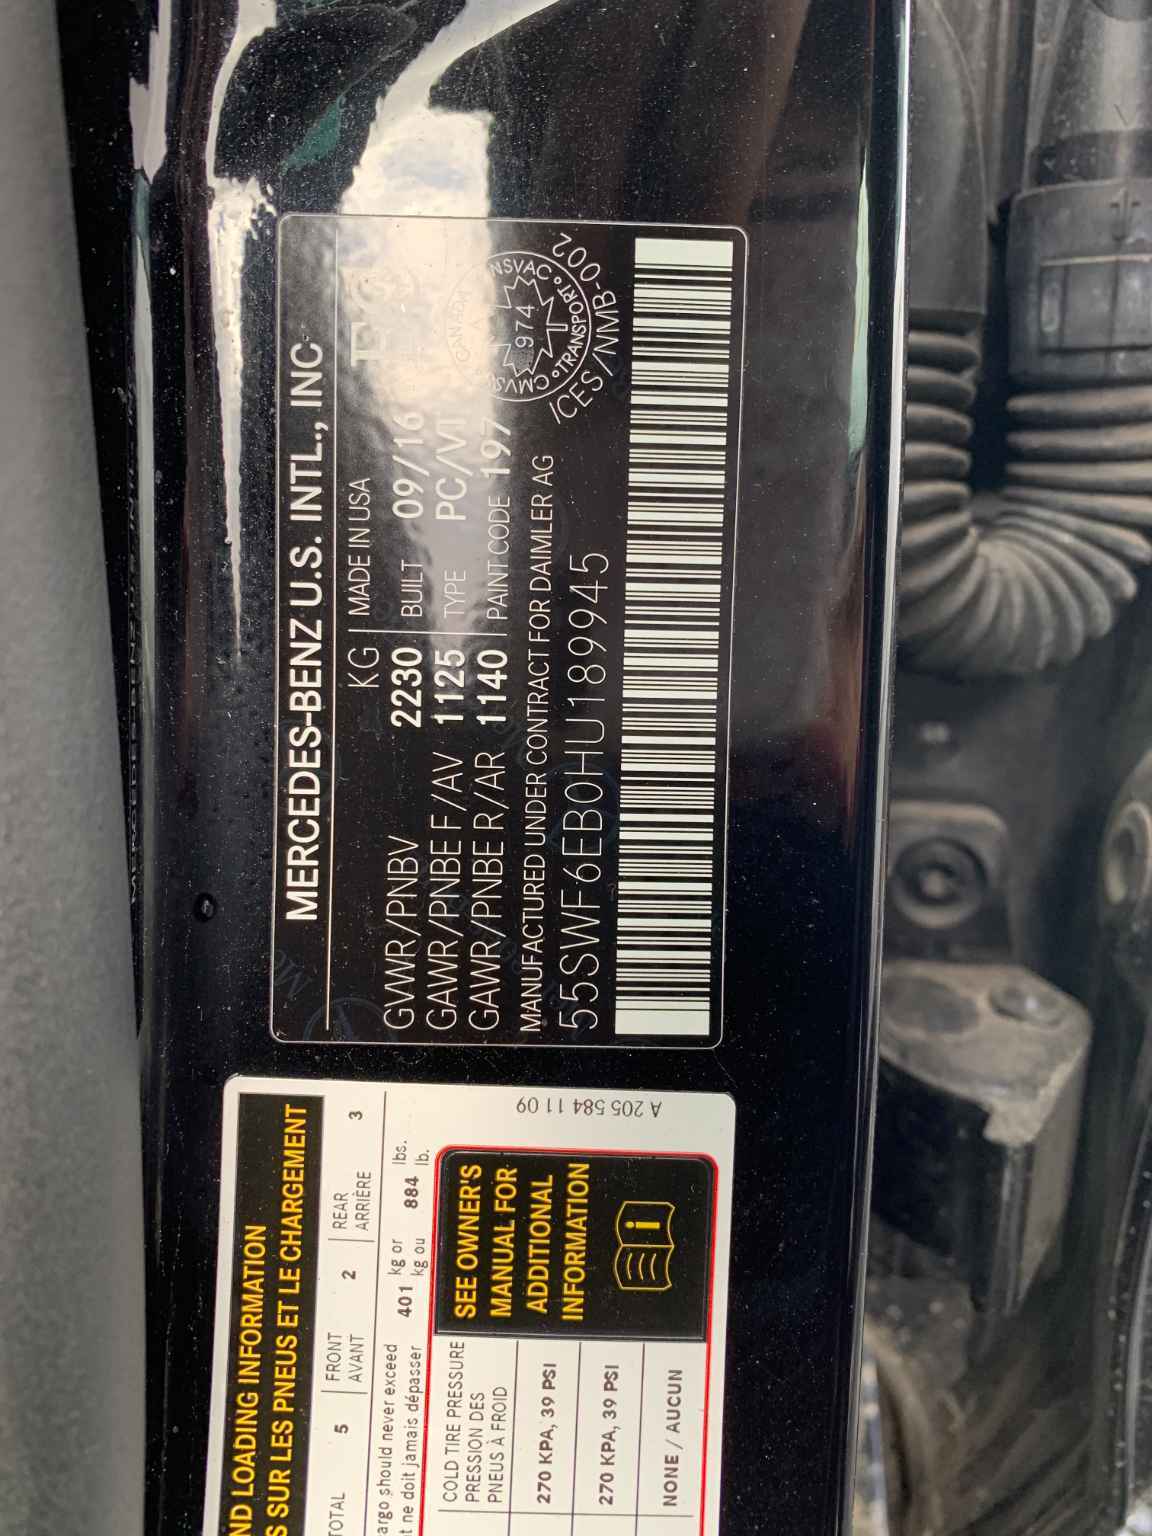 MERCEDES-BENZ U.S. INTL., INC.
KG MADE IN USA
GVWR/PNBV 2230 BUILT 09/16
GAWR/PNBE F/AV 1125 TYPE PC/VI
GAWR/PNBE R/AR 1140 PAINT CODE 197
MANUFACTURED UNDER CONTRACT FOR DAIMLER AG
55SWF6EB0HU189945
CANADA
TRANSPORT
CMVS
NSVAC
974
ICES/NMB-002
ND LOADING INFORMATION
S SUR LES PNEUS ET LE CHARGEMENT
TOTAL 5 FRONT AVANT 2 REAR ARRIÈRE 3
argo should never exceed 401 kg or 884 lbs.
t ne doit jamais dépasser kg ou lb.
COLD TIRE PRESSURE
PRESSION DES
PNEUS À FROID
270 KPA, 39 PSI
270 KPA, 39 PSI
NONE / AUCUN
SEE OWNER'S
MANUAL FOR
ADDITIONAL
INFORMATION
A 205 584 11 09